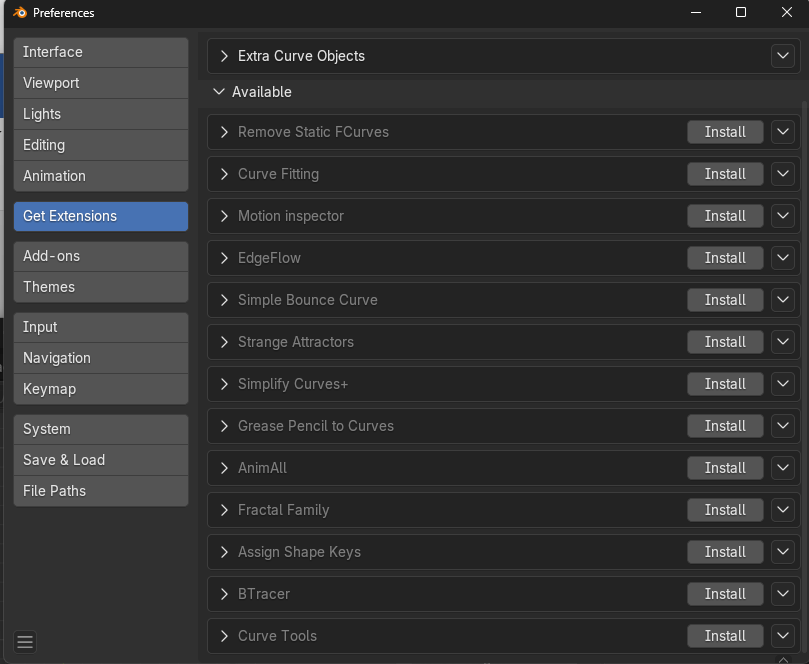 Preferences
Interface
Viewport
Lights
Editing
Animation
Get Extensions
Add-ons
Themes
Input
Navigation
Keymap
System
Save & Load
File Paths
Extra Curve Objects
Available
Remove Static FCurves Install
Curve Fitting Install
Motion inspector Install
EdgeFlow Install
Simple Bounce Curve Install
Strange Attractors Install
Simplify Curves+ Install
Grease Pencil to Curves Install
AnimAll Install
Fractal Family Install
Assign Shape Keys Install
BTracer Install
Curve Tools Install